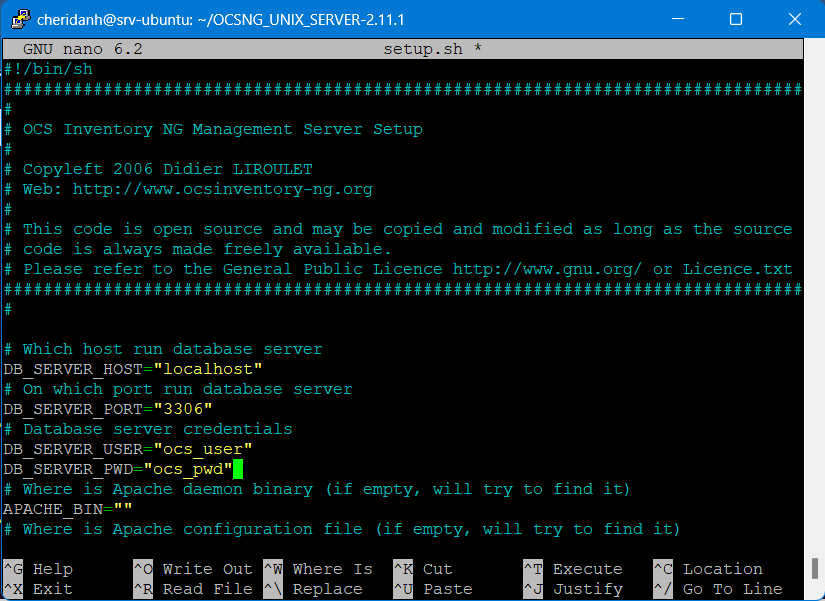 cheridanh@srv-ubuntu: ~/OCSNG_UNIX_SERVER-2.11.1
GNU nano 6.2 setup.sh *
#!/bin/sh
################################################################################
#
# OCS Inventory NG Management Server Setup
#
# Copyleft 2006 Didier LIROULET
# Web: http://www.ocsinventory-ng.org
#
# This code is open source and may be copied and modified as long as the source
# code is always made freely available.
# Please refer to the General Public Licence http://www.gnu.org/ or Licence.txt
################################################################################
#
# Which host run database server
DB_SERVER_HOST="localhost"
# On which port run database server
DB_SERVER_PORT="3306"
# Database server credentials
DB_SERVER_USER="ocs_user"
DB_SERVER_PWD="ocs_pwd"
# Where is Apache daemon binary (if empty, will try to find it)
APACHE_BIN=""
# Where is Apache configuration file (if empty, will try to find it)
^G Help ^O Write Out ^W Where Is ^K Cut ^T Execute ^C Location
^X Exit ^R Read File ^\ Replace ^U Paste ^J Justify ^/ Go To Line